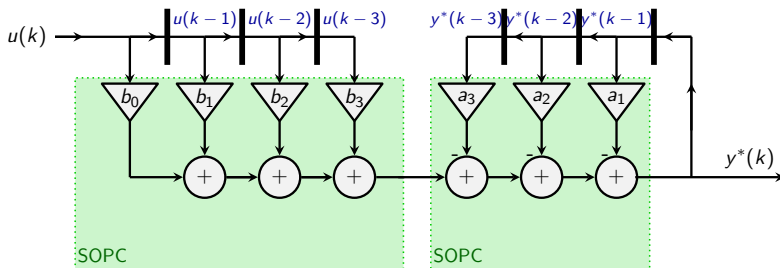 u(k) u(k−1) u(k−2) u(k−3) y*(k−3) y*(k−2) y*(k−1)
b₀ b₁ b₂ b₃ a₃ a₂ a₁
- - -
+ + + + + + y*(k)
SOPC SOPC